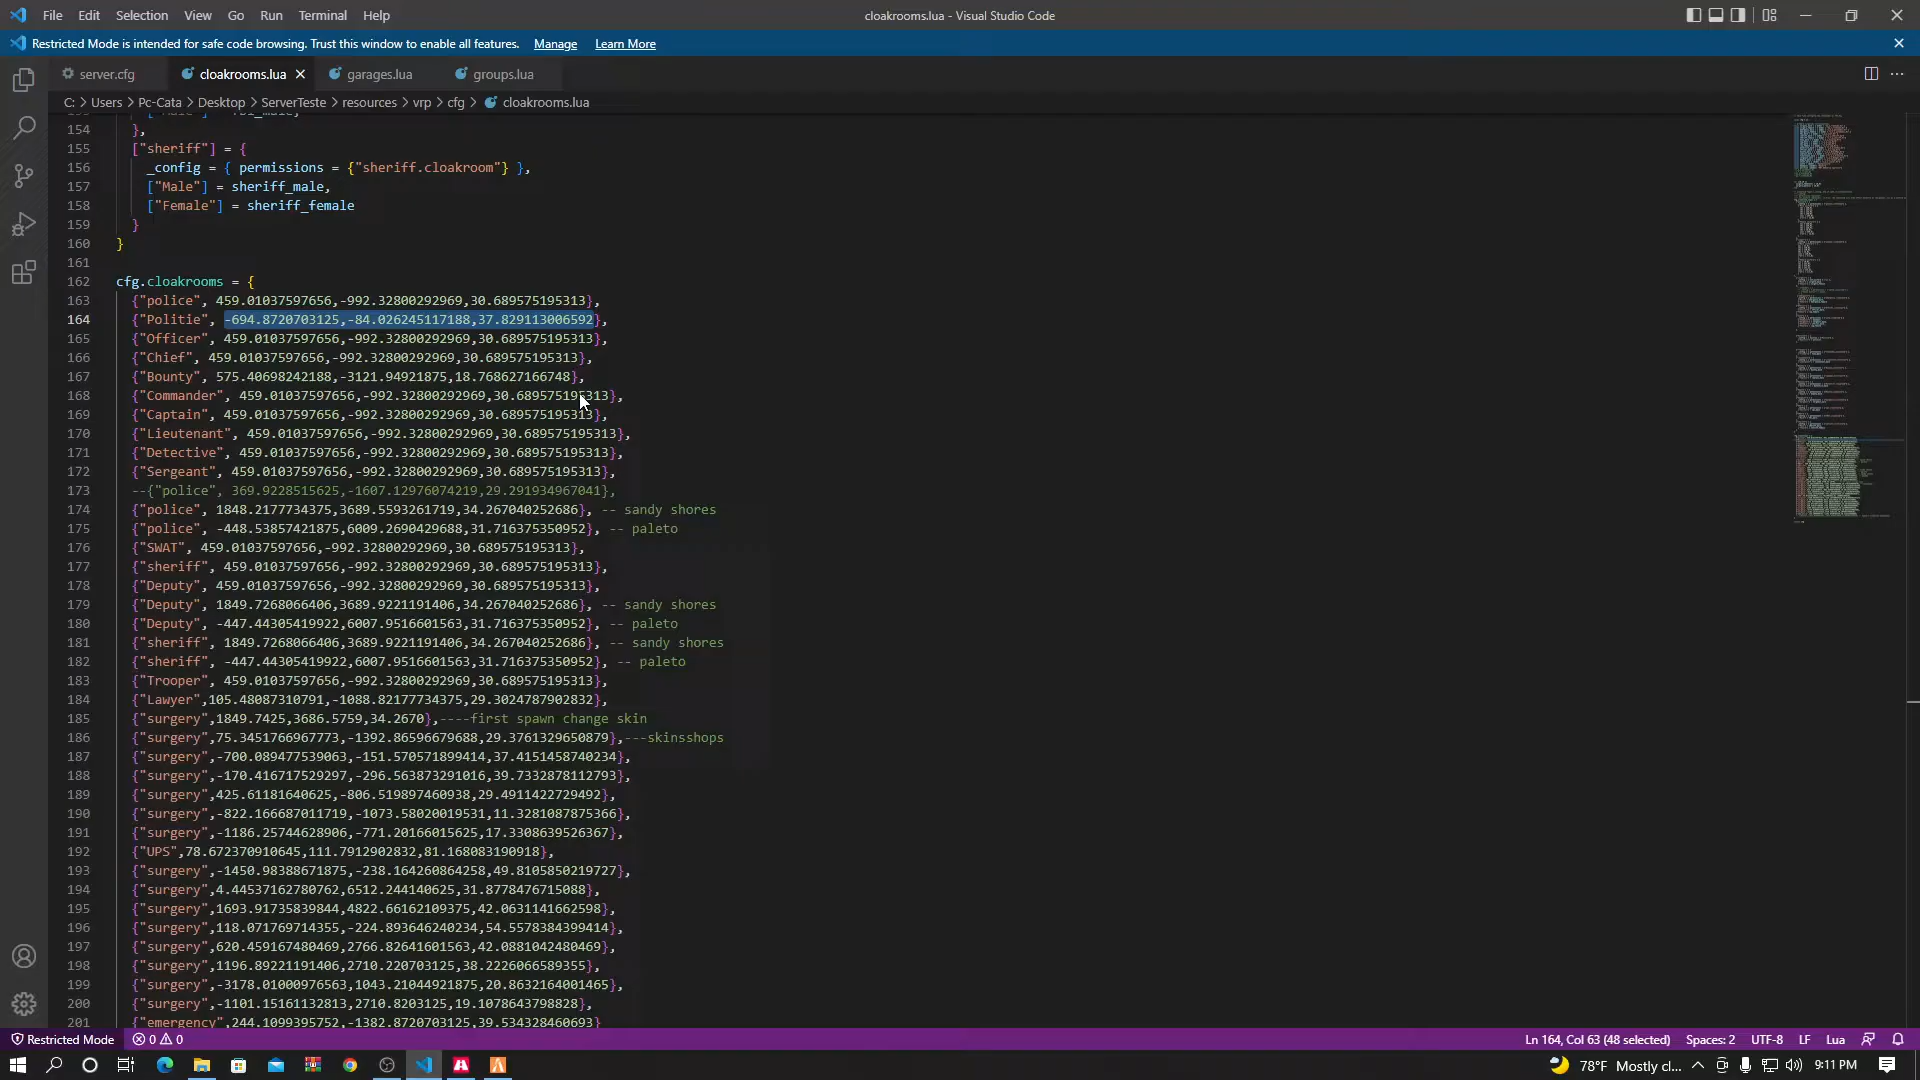 File Edit Selection View Go Run Terminal Help
cloakrooms.lua - Visual Studio Code
Restricted Mode is intended for safe code browsing. Trust this window to enable all features. Manage Learn More
server.cfg cloakrooms.lua garages.lua groups.lua
C: > Users > Pc-Cata > Desktop > ServerTeste > resources > vrp > cfg > cloakrooms.lua
154 },
155 ["sheriff"] = {
156 _config = { permissions = {"sheriff.cloakroom"} },
157 ["Male"] = sheriff_male,
158 ["Female"] = sheriff_female
159 }
160 }
161
162 cfg.cloakrooms = {
163 {"police", 459.01037597656,-992.32800292969,30.689575195313},
164 {"Politie", -694.8720703125,-84.026245117188,37.829113006592},
165 {"Officer", 459.01037597656,-992.32800292969,30.689575195313},
166 {"Chief", 459.01037597656,-992.32800292969,30.689575195313},
167 {"Bounty", 575.40698242188,-3121.94921875,18.768627166748},
168 {"Commander", 459.01037597656,-992.32800292969,30.689575195313},
169 {"Captain", 459.01037597656,-992.32800292969,30.689575195313},
170 {"Lieutenant", 459.01037597656,-992.32800292969,30.689575195313},
171 {"Detective", 459.01037597656,-992.32800292969,30.689575195313},
172 {"Sergeant", 459.01037597656,-992.32800292969,30.689575195313},
173 --{"police", 369.9228515625,-1607.12976074219,29.291934967041},
174 {"police", 1848.2177734375,3689.5593261719,34.267040252686}, -- sandy shores
175 {"police", -448.53857421875,6009.2690429688,31.716375350952}, -- paleto
176 {"SWAT", 459.01037597656,-992.32800292969,30.689575195313},
177 {"sheriff", 459.01037597656,-992.32800292969,30.689575195313},
178 {"Deputy", 459.01037597656,-992.32800292969,30.689575195313},
179 {"Deputy", 1849.7268066406,3689.9221191406,34.267040252686}, -- sandy shores
180 {"Deputy", -447.44305419922,6007.9516601563,31.716375350952}, -- paleto
181 {"sheriff", 1849.7268066406,3689.9221191406,34.267040252686}, -- sandy shores
182 {"sheriff", -447.44305419922,6007.9516601563,31.716375350952}, -- paleto
183 {"Trooper", 459.01037597656,-992.32800292969,30.689575195313},
184 {"Lawyer",105.48087310791,-1088.82177734375,29.3024787902832},
185 {"surgery",1849.7425,3686.5759,34.2670},----first spawn change skin
186 {"surgery",75.3451766967773,-1392.86596679688,29.3761329650879},---skinsshops
187 {"surgery",-700.089477539063,-151.570571899414,37.4151458740234},
188 {"surgery",-170.416717529297,-296.563873291016,39.7332878112793},
189 {"surgery",425.61181640625,-806.519897460938,29.4911422729492},
190 {"surgery",-822.166687011719,-1073.58020019531,11.3281087875366},
191 {"surgery",-1186.25744628906,-771.20166015625,17.3308639526367},
192 {"UPS",78.672370910645,111.7912902832,81.168083190918},
193 {"surgery",-1450.98388671875,-238.164260864258,49.8105850219727},
194 {"surgery",4.44537162780762,6512.244140625,31.8778476715088},
195 {"surgery",1693.91735839844,4822.66162109375,42.0631141662598},
196 {"surgery",118.071769714355,-224.893646240234,54.5578384399414},
197 {"surgery",620.459167480469,2766.82641601563,42.0881042480469},
198 {"surgery",1196.89221191406,2710.220703125,38.2226066589355},
199 {"surgery",-3178.01000976563,1043.21044921875,20.8632164001465},
200 {"surgery",-1101.15161132813,2710.8203125,19.1078643798828},
201 {"emergency",244.1099395752,-1382.8720703125,39.534328460693}
Restricted Mode 0 0 Ln 164, Col 63 (48 selected) Spaces: 2 UTF-8 LF Lua
78°F Mostly cl... 9:11 PM